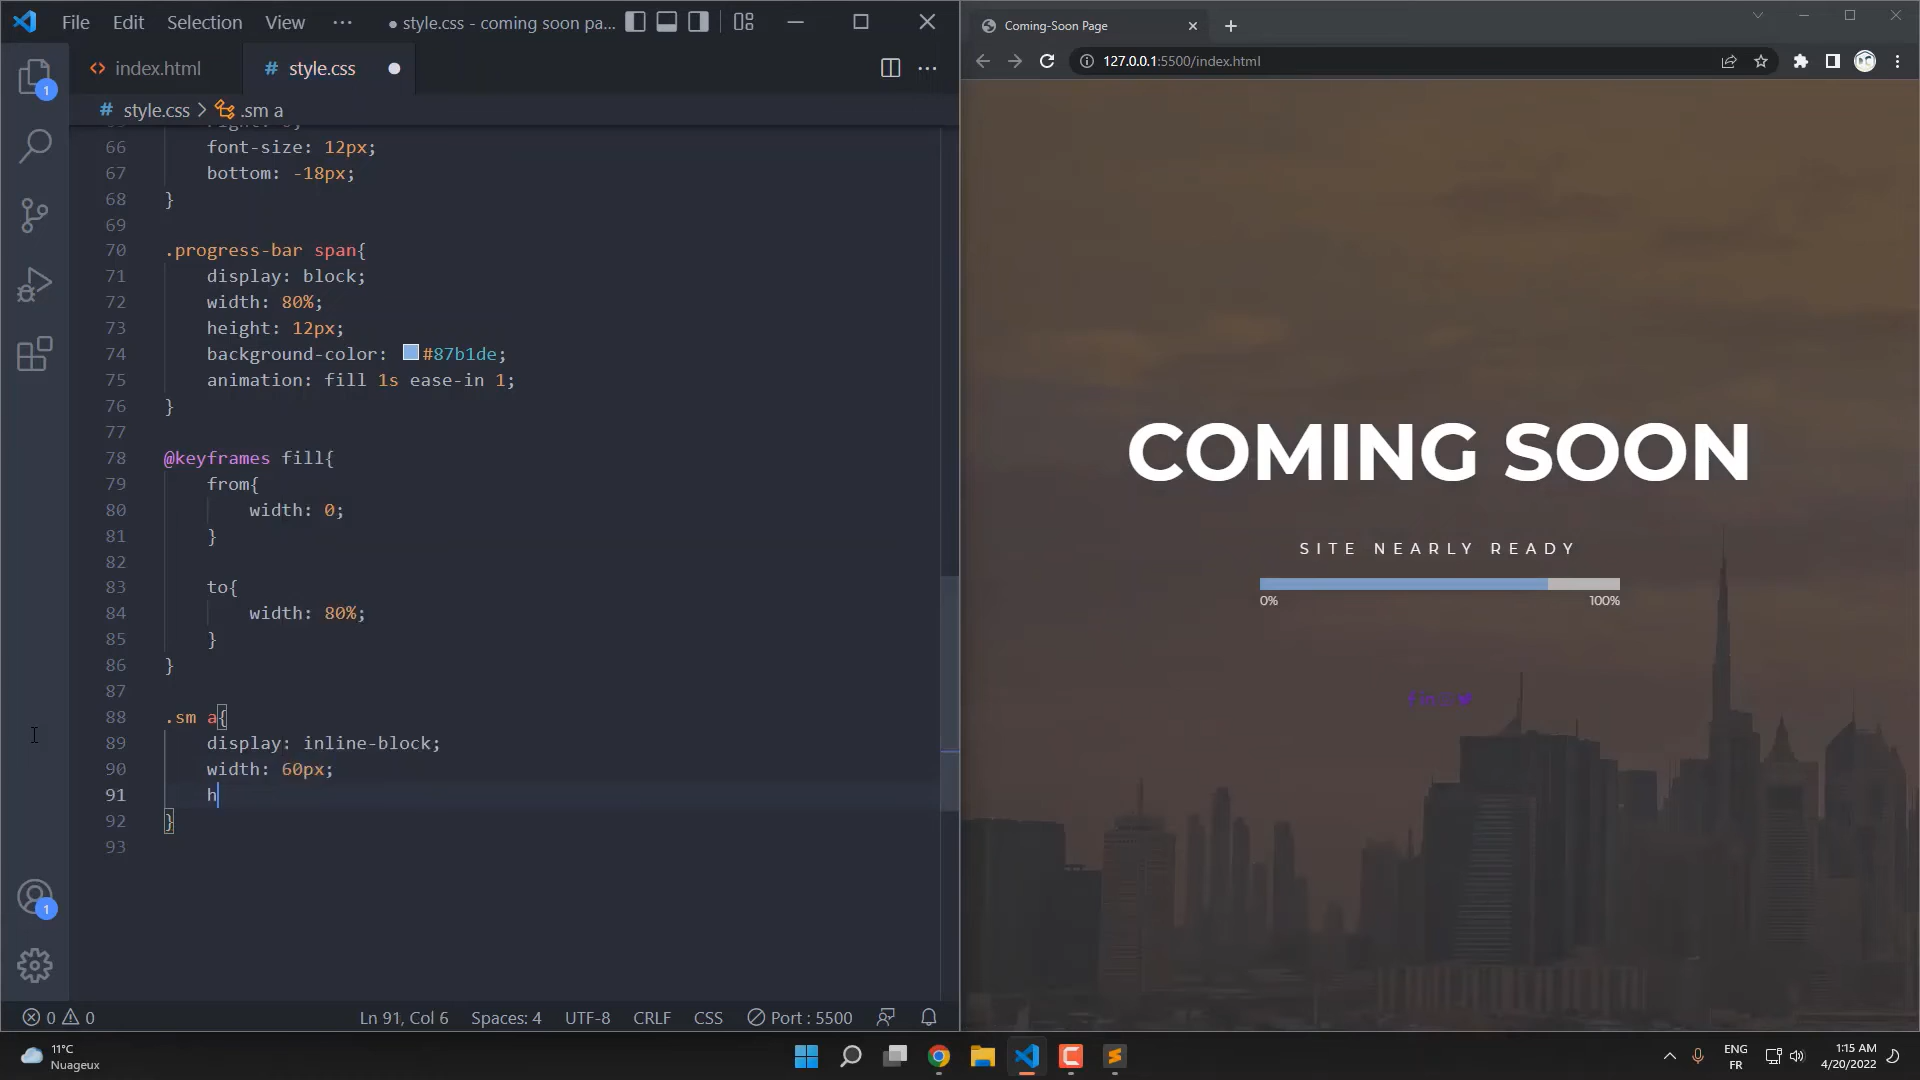 File Edit Selection View ··· ● style.css - coming soon pa...
index.html # style.css ●
# style.css > .sm a
66 font-size: 12px;
67 bottom: -18px;
68 }
69
70 .progress-bar span{
71 display: block;
72 width: 80%;
73 height: 12px;
74 background-color: #87b1de;
75 animation: fill 1s ease-in 1;
76 }
77
78 @keyframes fill{
79 from{
80 width: 0;
81 }
82
83 to{
84 width: 80%;
85 }
86 }
87
88 .sm a{
89 display: inline-block;
90 width: 60px;
91 h
92 }
93
1
1
0 0 Ln 91, Col 6 Spaces: 4 UTF-8 CRLF CSS Port : 5500
Coming-Soon Page
127.0.0.1:5500/index.html
COMING SOON
SITE NEARLY READY
0% 100%
11°C
Nuageux
ENG
FR
1:15 AM
4/20/2022